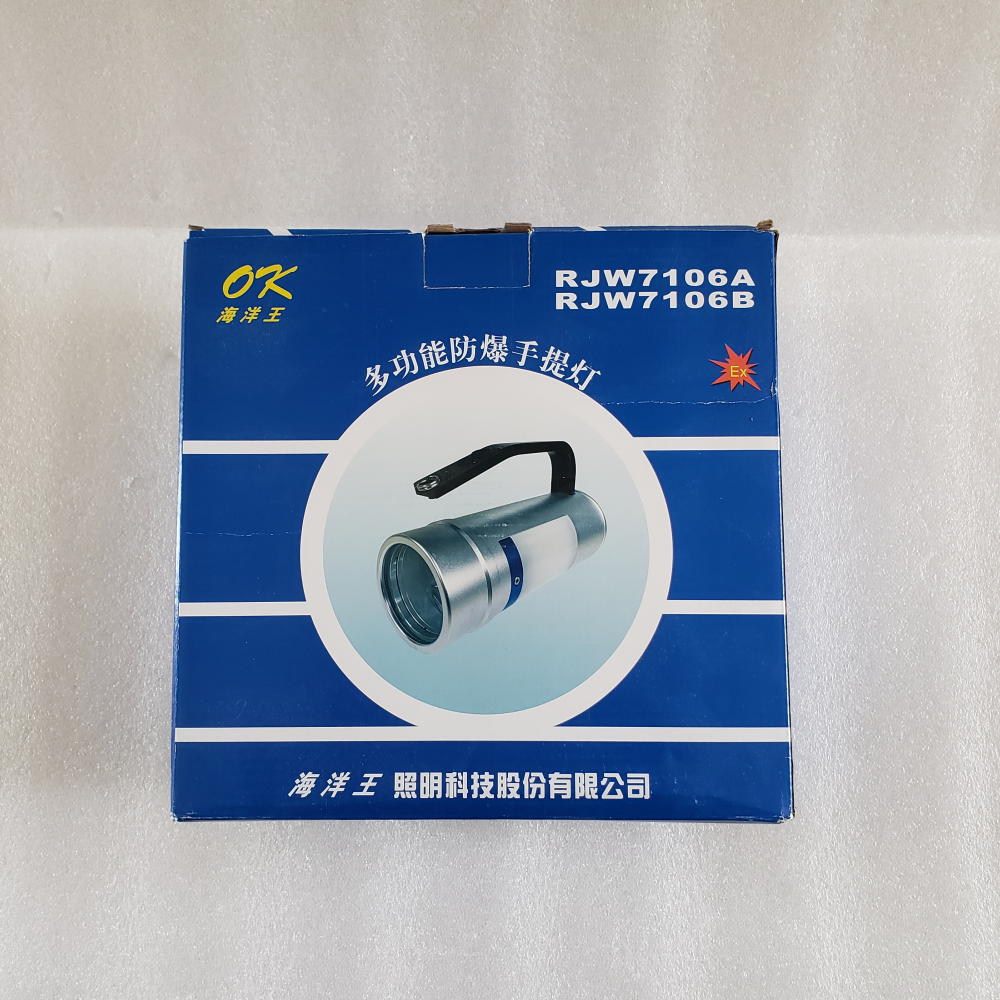 OK
海洋王
RJW7106A
RJW7106B
多功能防爆手提灯
Ex
海洋王 照明科技股份有限公司